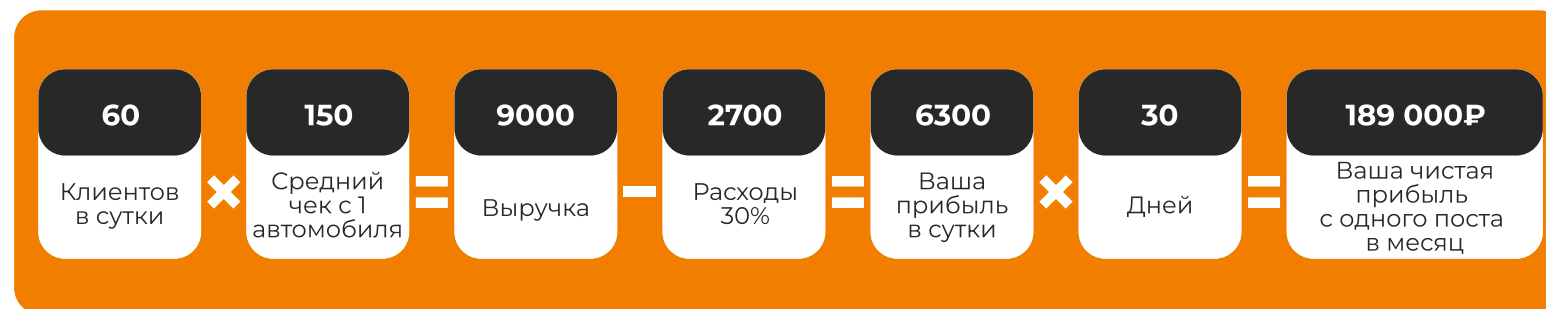 60
Клиентов
в сутки
×
150
Средний
чек с 1
автомобиля
=
9000
Выручка
−
2700
Расходы
30%
=
6300
Ваша
прибыль
в сутки
×
30
Дней
=
189 000₽
Ваша чистая
прибыль
с одного поста
в месяц